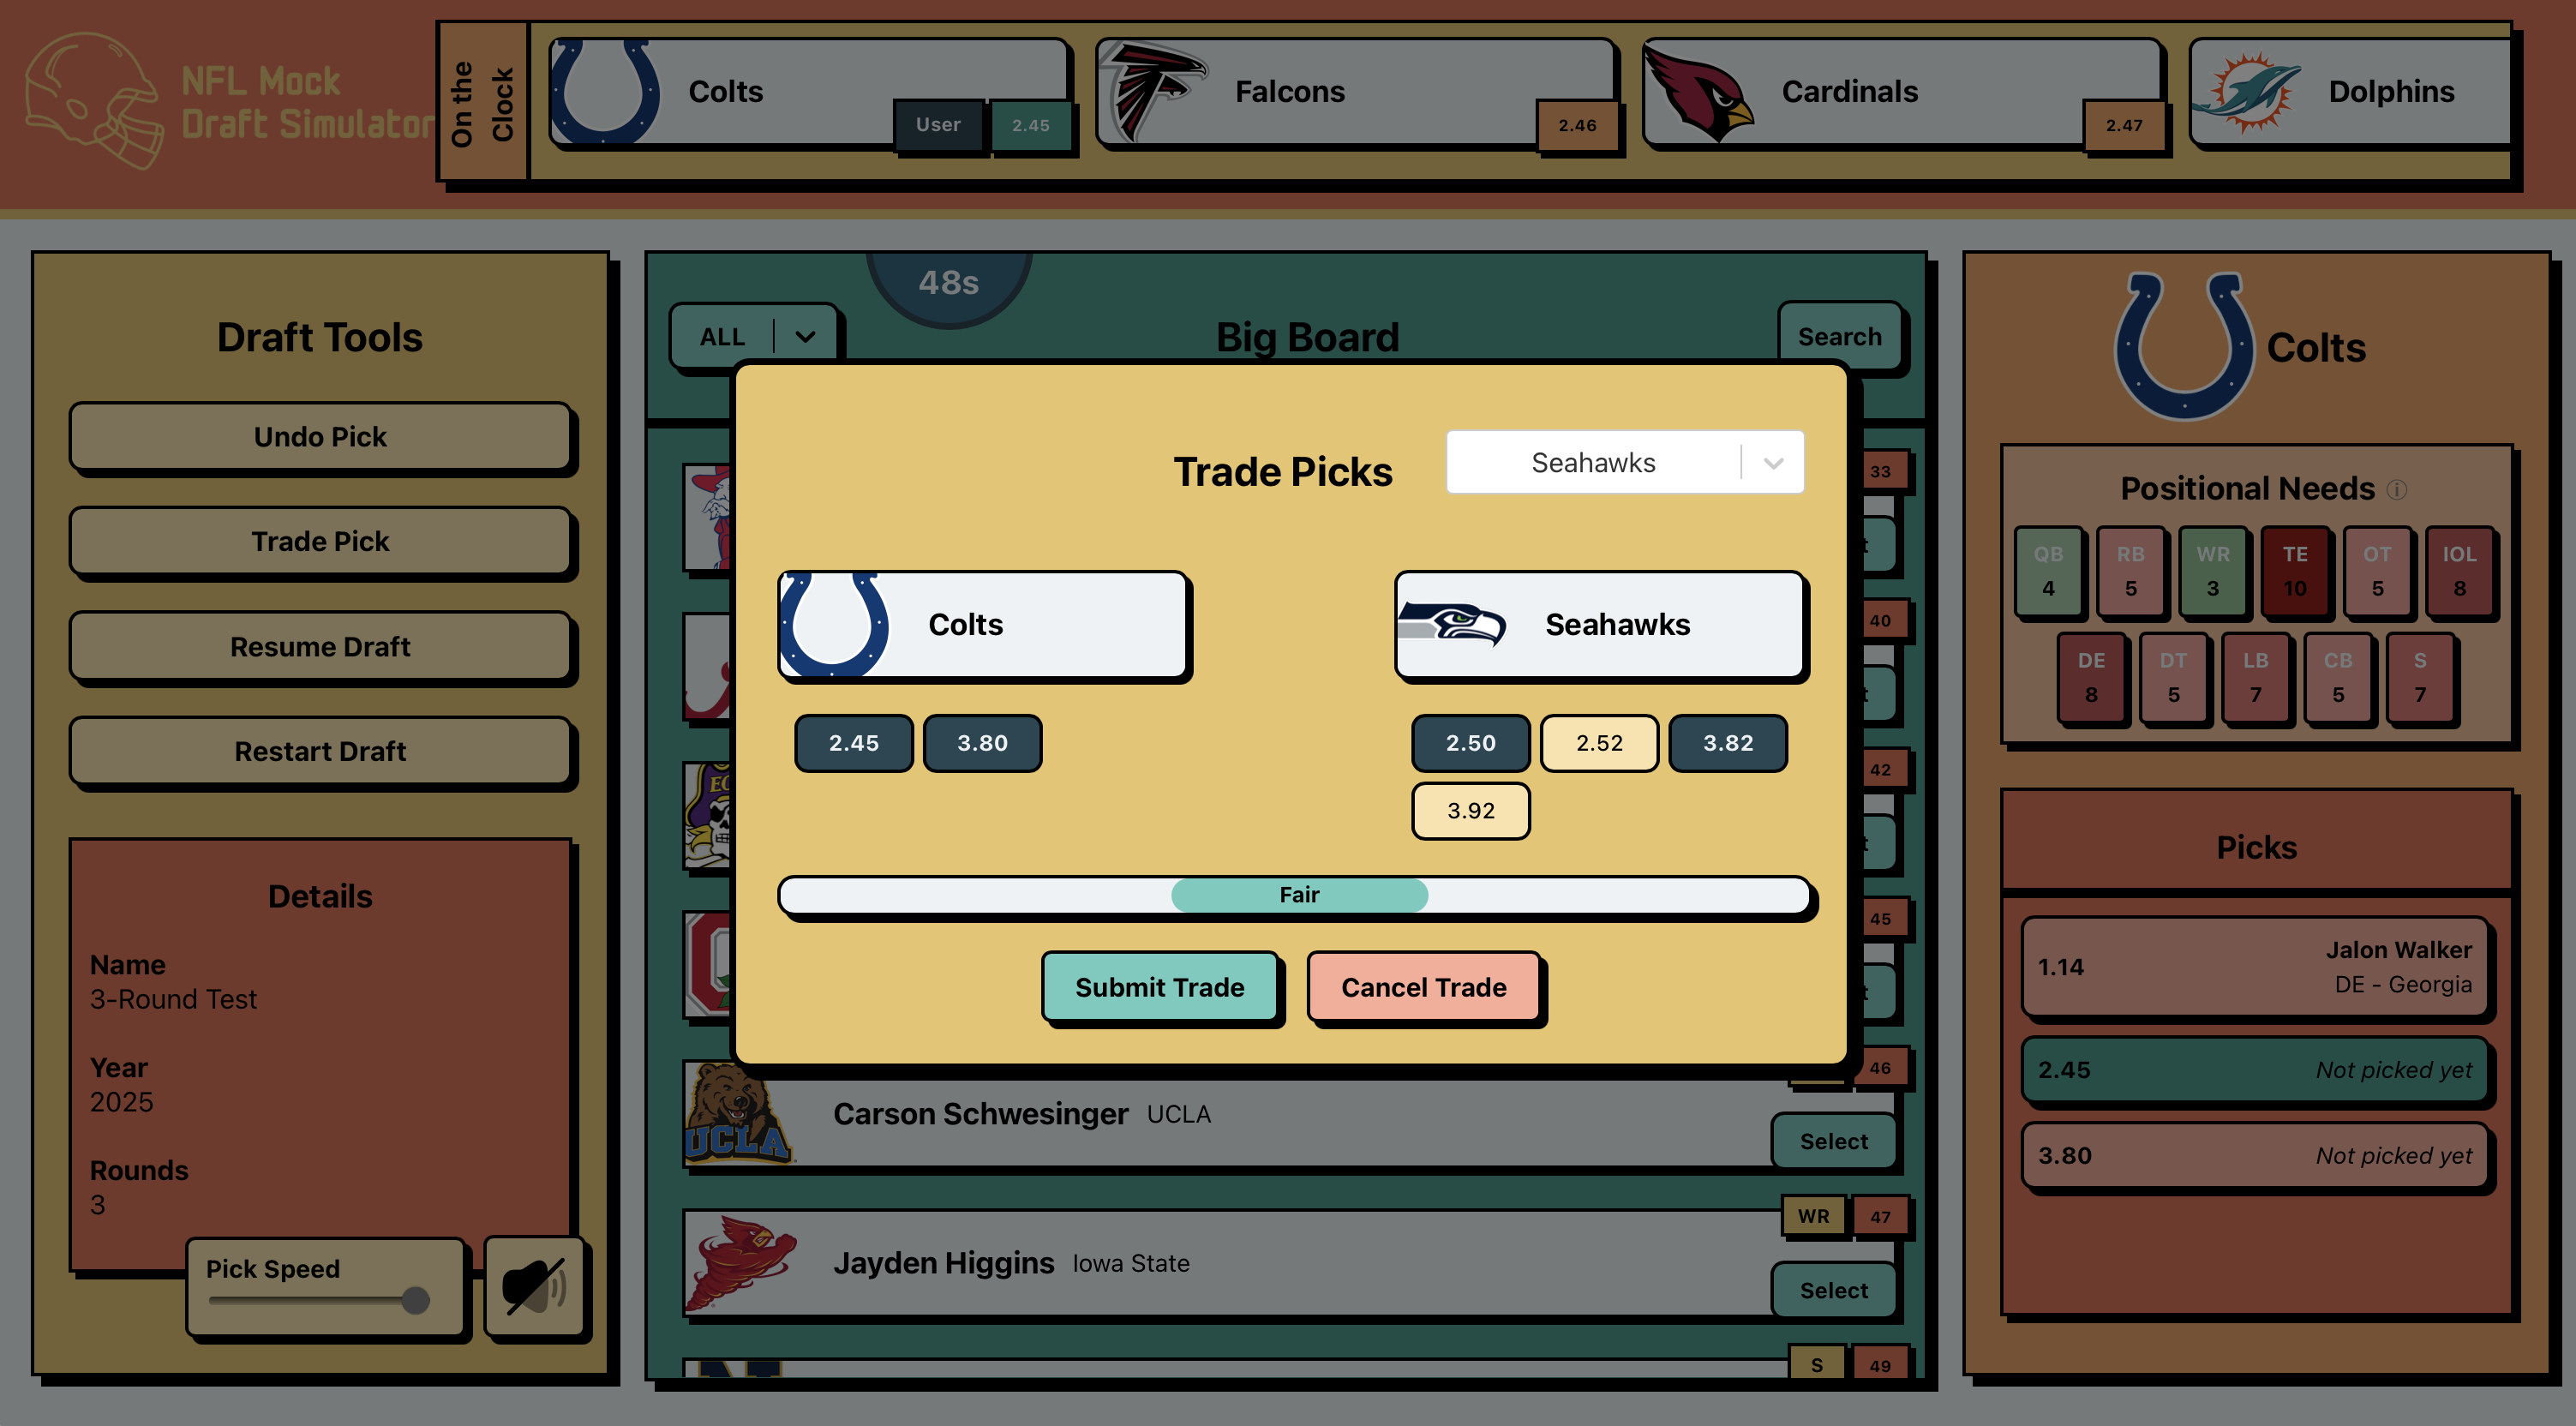 NFL Mock
Draft Simulator
On the
Clock
Colts
User
2.45
Falcons
2.46
Cardinals
2.47
Dolphins
Draft Tools
Undo Pick
Trade Pick
Resume Draft
Restart Draft
Details
Name
3-Round Test
Year
2025
Rounds
3
Pick Speed
48s
ALL
Big Board
Search
33
40
42
45
46
Trade Picks
Seahawks
Colts
Seahawks
2.45
3.80
2.50
2.52
3.82
3.92
Fair
Submit Trade
Cancel Trade
UCLA
Carson Schwesinger UCLA
Select
WR
47
Jayden Higgins Iowa State
Select
S
49
Colts
Positional Needs
QB
4
RB
5
WR
3
TE
10
OT
5
IOL
8
DE
8
DT
5
LB
7
CB
5
S
7
Picks
1.14
Jalon Walker
DE - Georgia
2.45
Not picked yet
3.80
Not picked yet